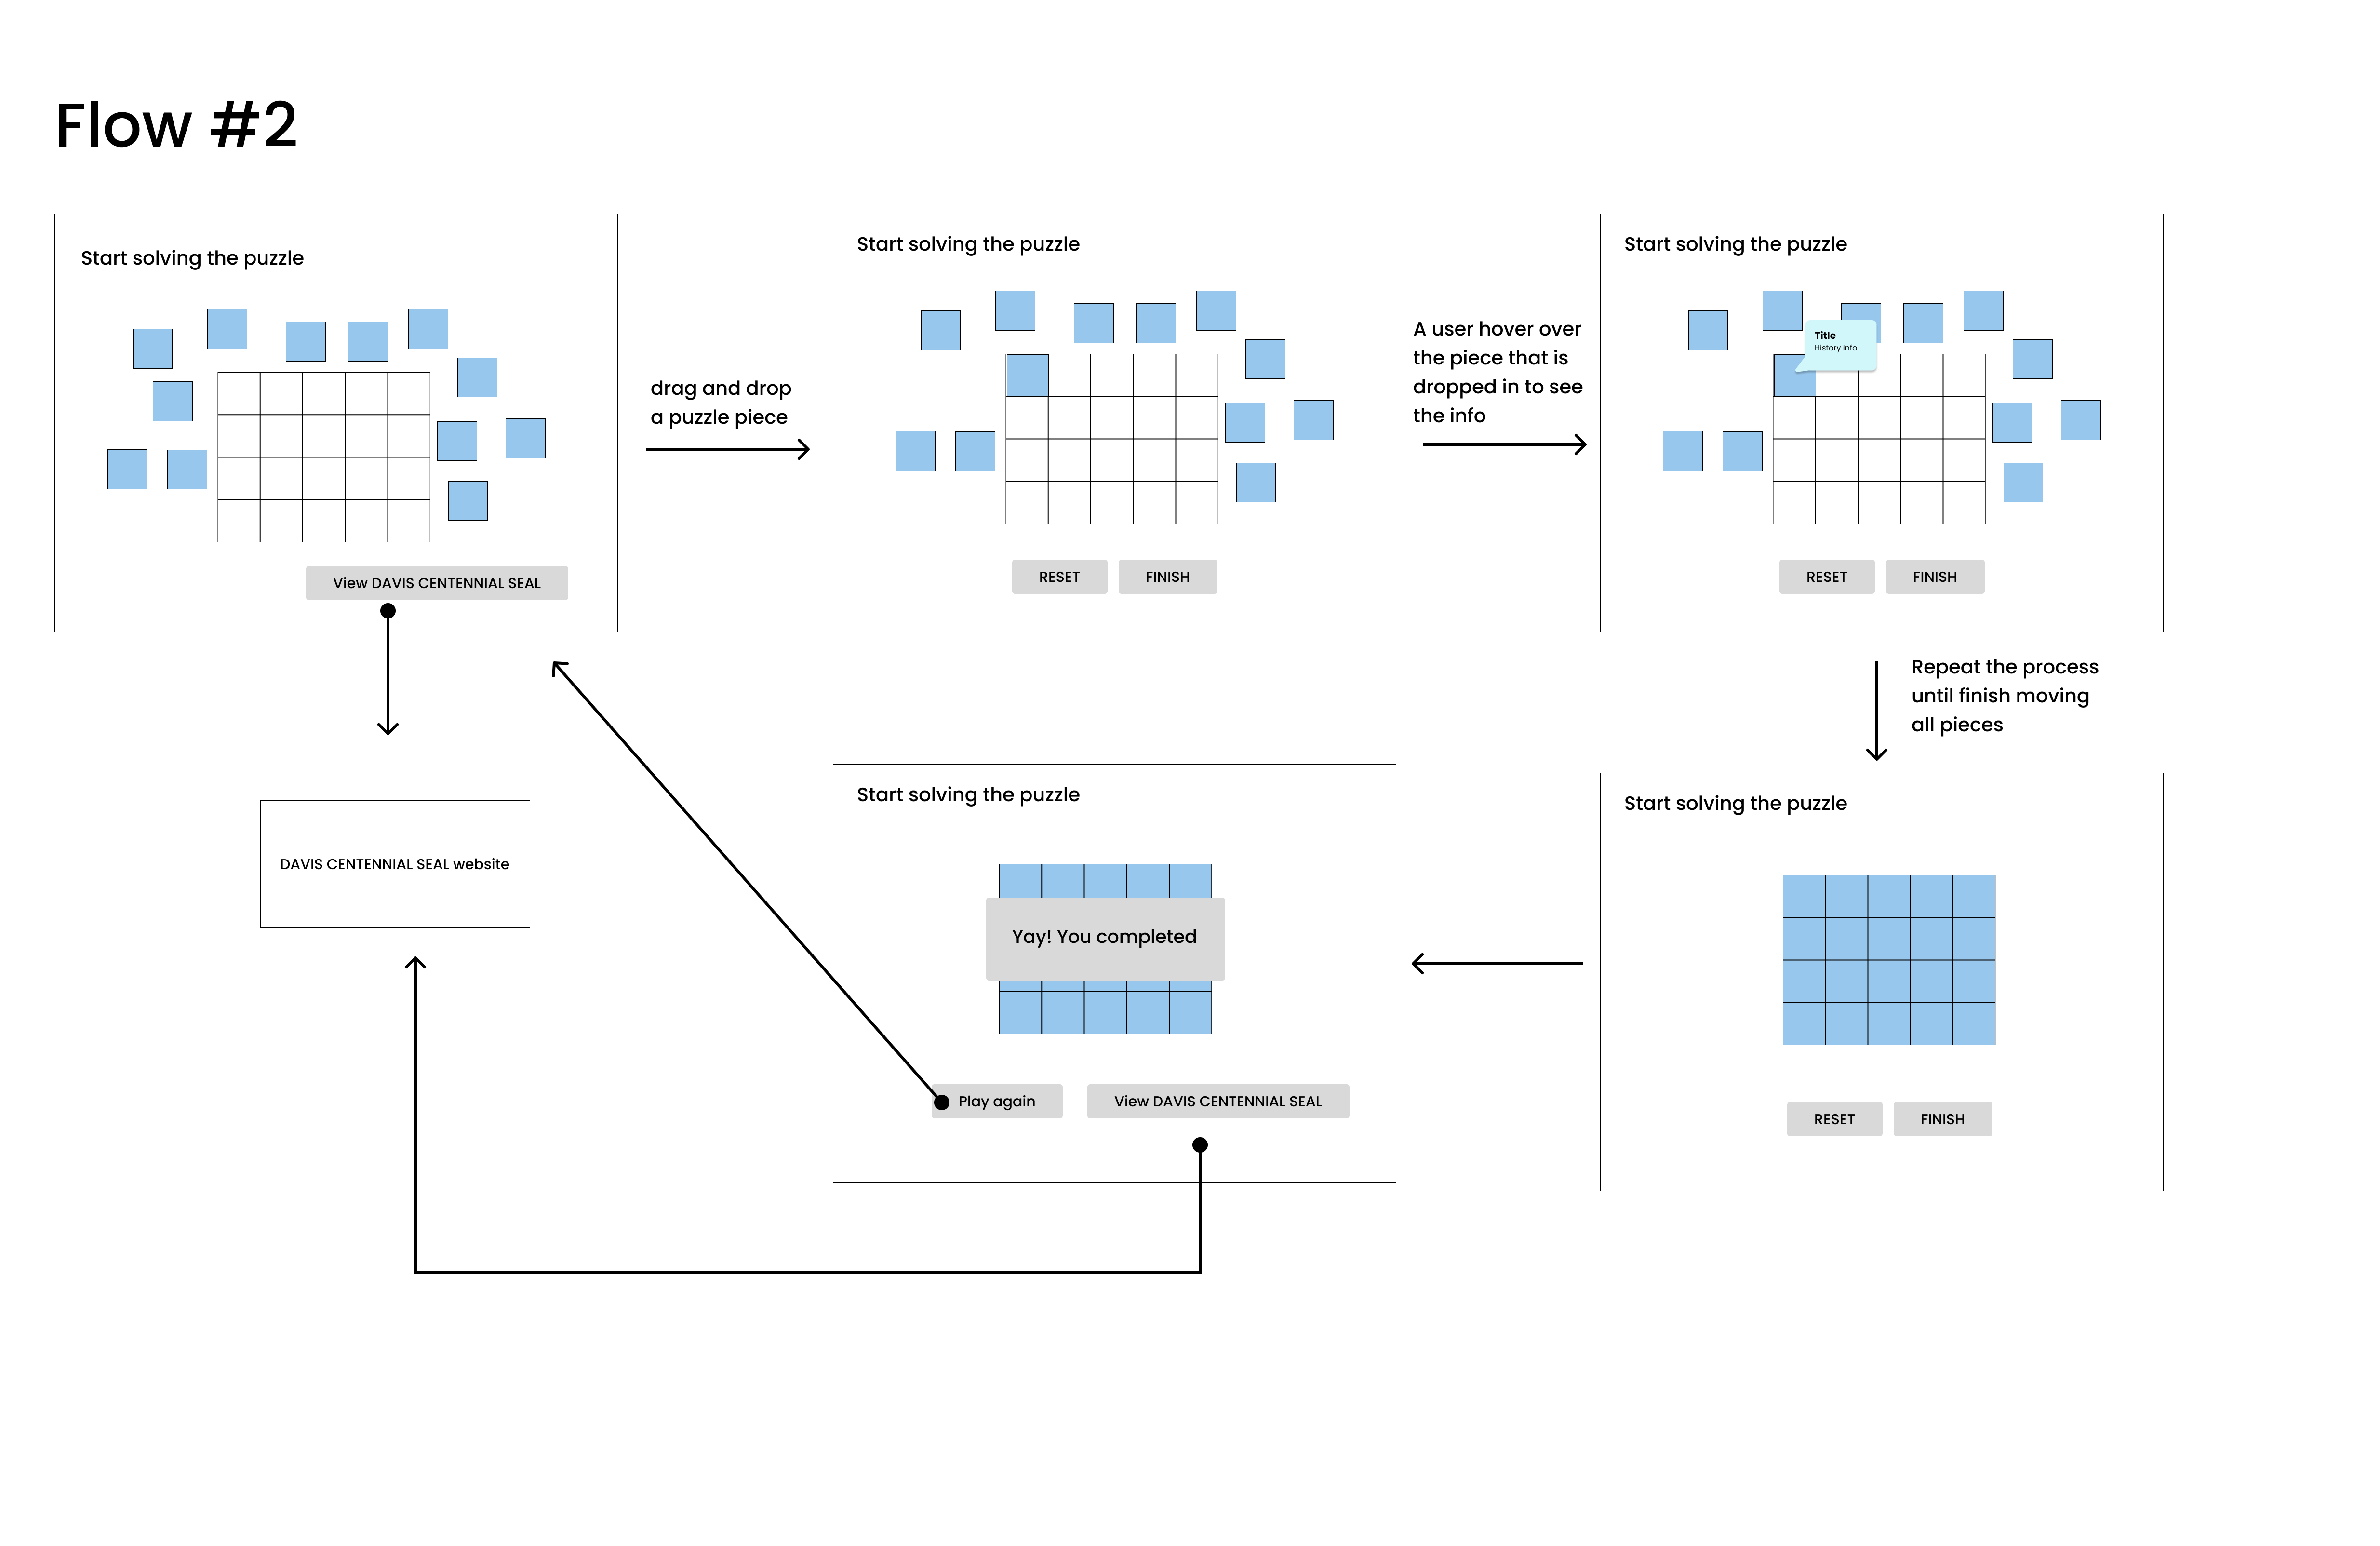 Flow #2
Start solving the puzzle
View DAVIS CENTENNIAL SEAL
drag and drop
a puzzle piece
Start solving the puzzle
RESET
FINISH
A user hover over
the piece that is
dropped in to see
the info
Start solving the puzzle
Title
History info
RESET
FINISH
Repeat the process
until finish moving
all pieces
DAVIS CENTENNIAL SEAL website
Start solving the puzzle
Yay! You completed
Play again
View DAVIS CENTENNIAL SEAL
Start solving the puzzle
RESET
FINISH